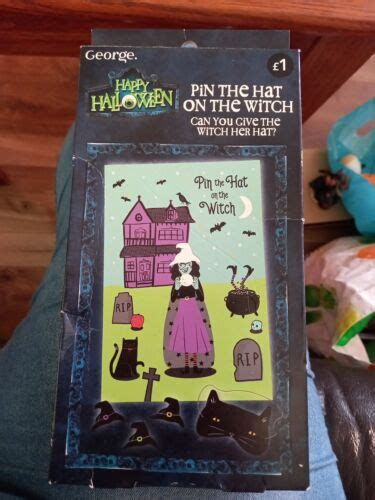 George.
£1
HAPPY
HALLOWEEN
PiN THE HAT
ON THE WiTCH
CAN YOU GiVE THE
WiTCH HER HAT?
Pin the Hat
on the
Witch
RIP
R.I.P